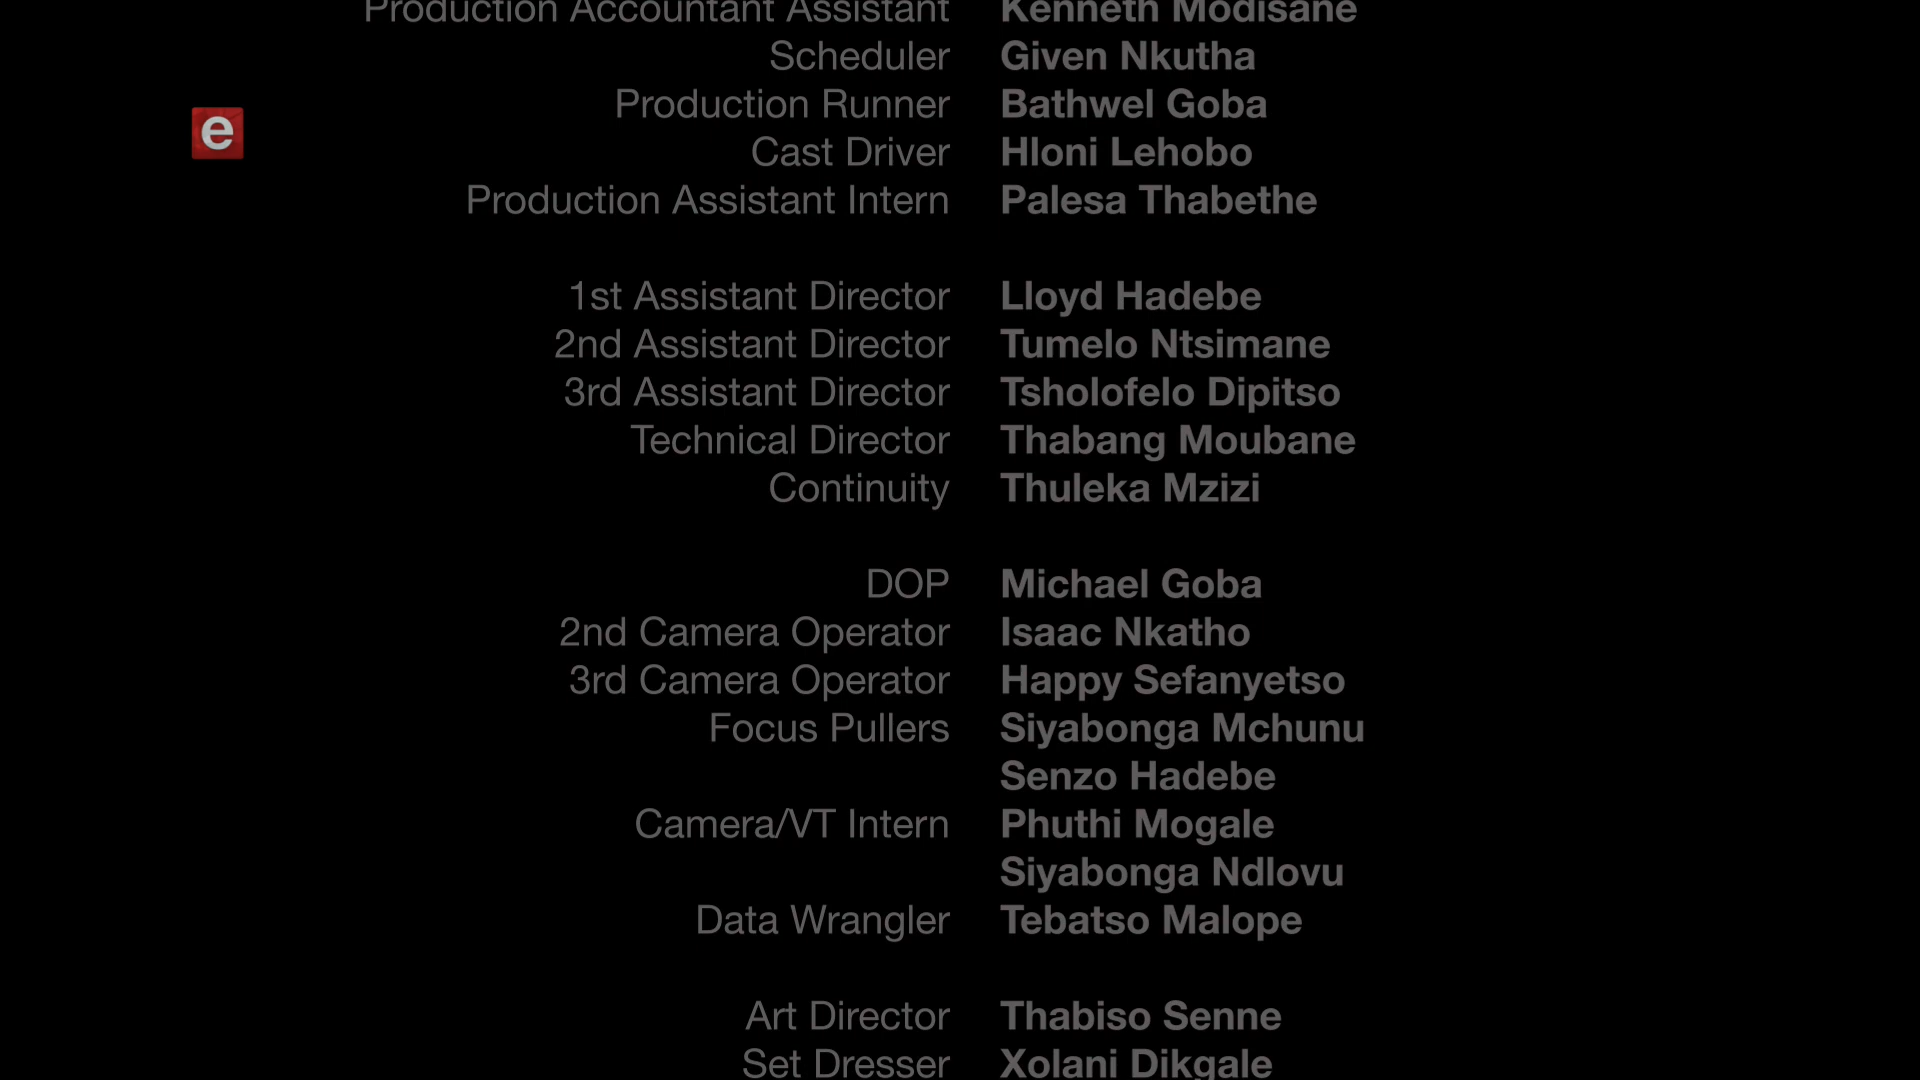 Production Accountant Assistant Kenneth Modisane
Scheduler Given Nkutha
Production Runner Bathwel Goba
e
Cast Driver Hloni Lehobo
Production Assistant Intern Palesa Thabethe
1st Assistant Director Lloyd Hadebe
2nd Assistant Director Tumelo Ntsimane
3rd Assistant Director Tsholofelo Dipitso
Technical Director Thabang Moubane
Continuity Thuleka Mzizi
DOP Michael Goba
2nd Camera Operator Isaac Nkatho
3rd Camera Operator Happy Sefanyetso
Focus Pullers Siyabonga Mchunu
Senzo Hadebe
Camera/VT Intern Phuthi Mogale
Siyabonga Ndlovu
Data Wrangler Tebatso Malope
Art Director Thabiso Senne
Set Dresser Xolani Dikgale